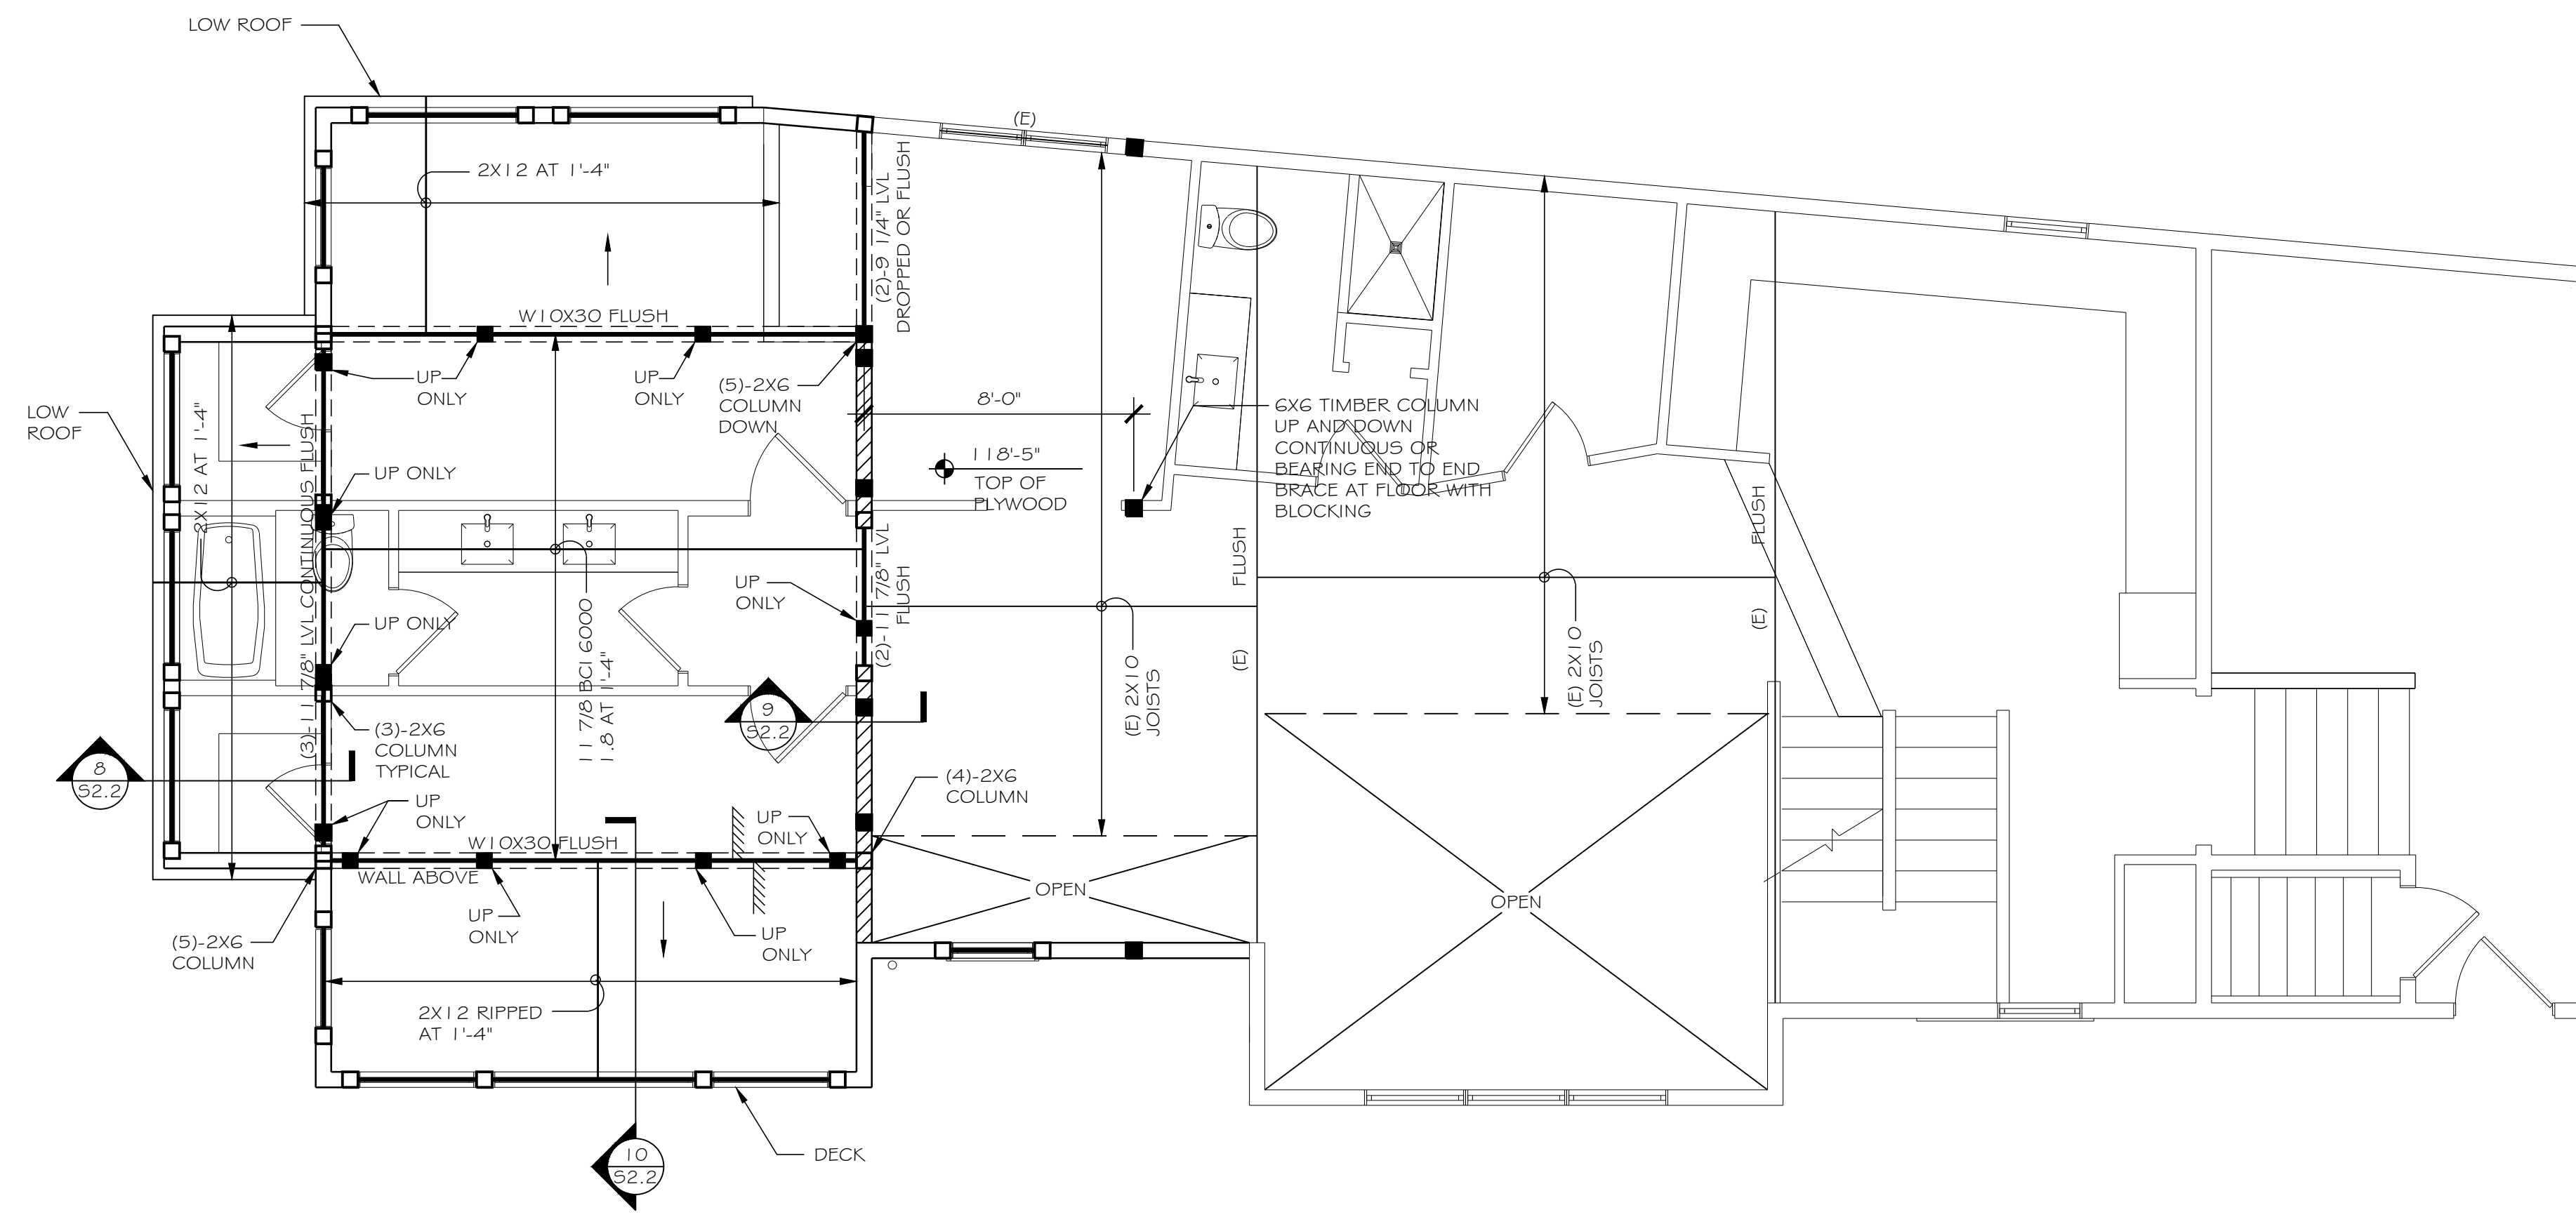 LOW ROOF
(E)
2X12 AT 1'-4"
(2)-9 1/4" LVL
DROPPED OR FLUSH
W10X30 FLUSH
UP
ONLY
UP
ONLY
(5)-2X6
COLUMN
DOWN
8'-0"
6X6 TIMBER COLUMN
UP AND DOWN
CONTINUOUS OR
BEARING END TO END
BRACE AT FLOOR WITH
BLOCKING
LOW
ROOF
2X12 AT 1'-4"
(3)-11 7/8" LVL CONTINUOUS FLUSH
UP ONLY
118'-5"
TOP OF
PLYWOOD
FLUSH
(E)
FLUSH
(E)
(2)-11 7/8" LVL
FLUSH
UP
ONLY
UP ONLY
11 7/8 BCI 6000
1.8 AT 1'-4"
(E) 2X10
JOISTS
(E) 2X10
JOISTS
9
S2.2
(3)-2X6
COLUMN
TYPICAL
8
S2.2
(4)-2X6
COLUMN
UP
ONLY
UP
ONLY
W10X30 FLUSH
WALL ABOVE
OPEN
OPEN
UP
ONLY
UP
ONLY
(5)-2X6
COLUMN
2X12 RIPPED
AT 1'-4"
DECK
10
S2.2